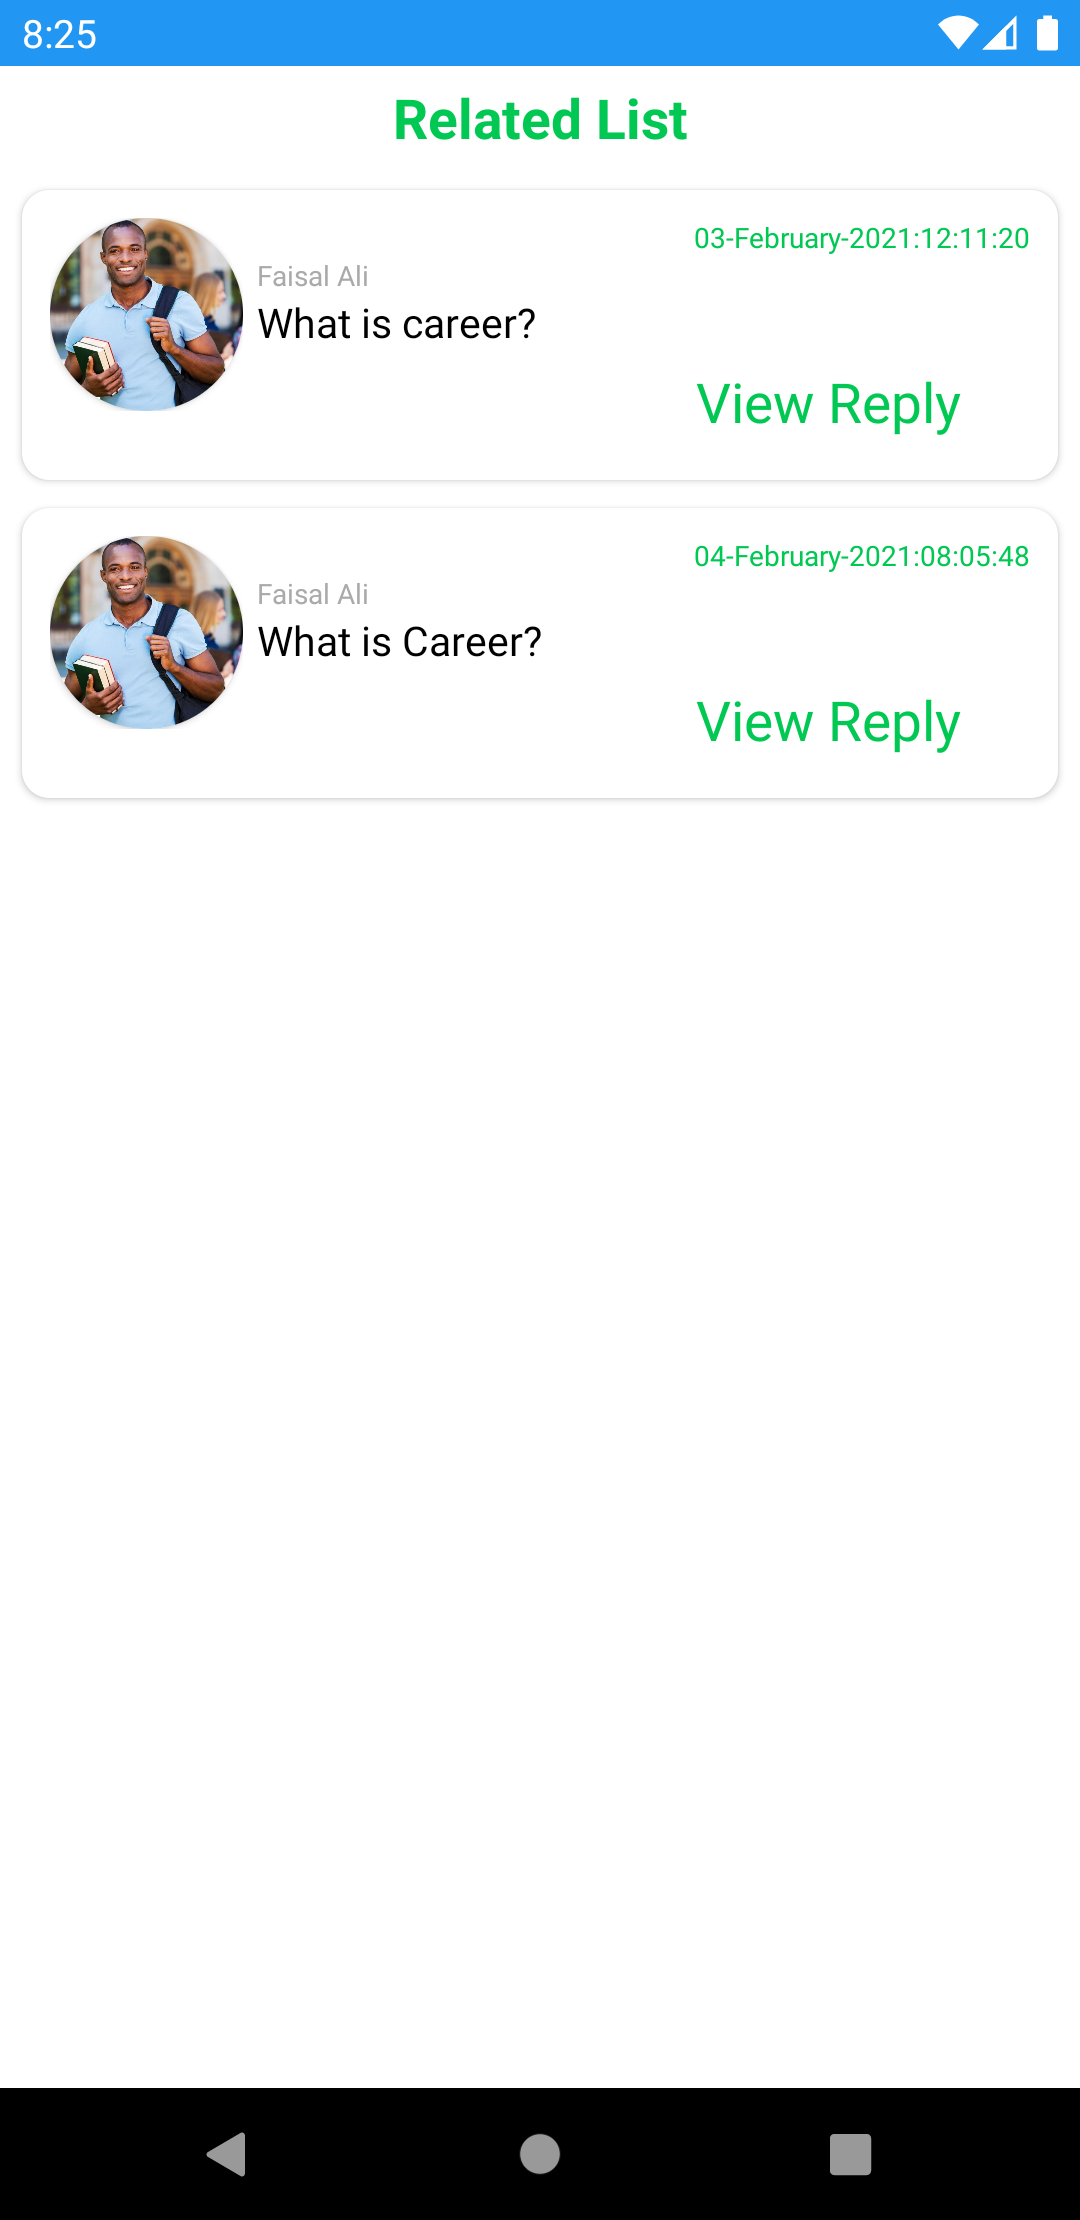 8:25
Related List
03-February-2021:12:11:20
Faisal Ali
What is career?
View Reply
04-February-2021:08:05:48
Faisal Ali
What is Career?
View Reply